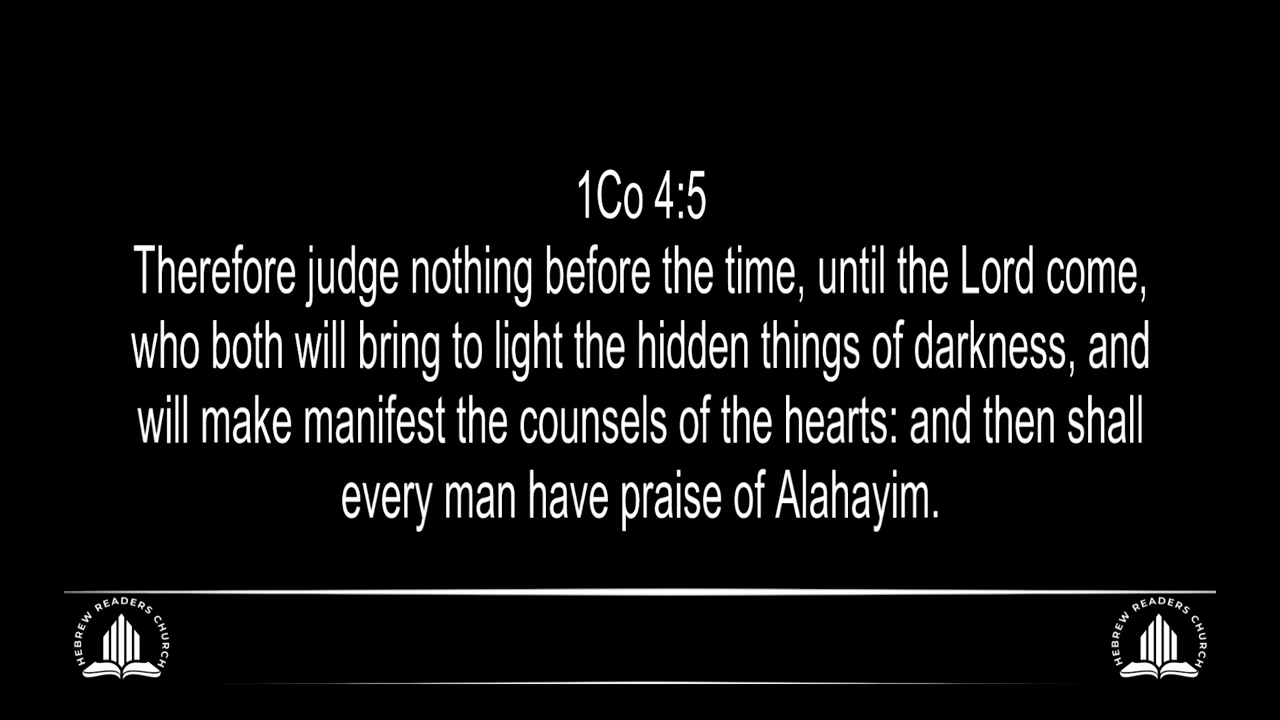 1Co 4:5
Therefore judge nothing before the time, until the Lord come,
who both will bring to light the hidden things of darkness, and
will make manifest the counsels of the hearts: and then shall
every man have praise of Alahayim.
HEBREW READERS CHURCH
HEBREW READERS CHURCH